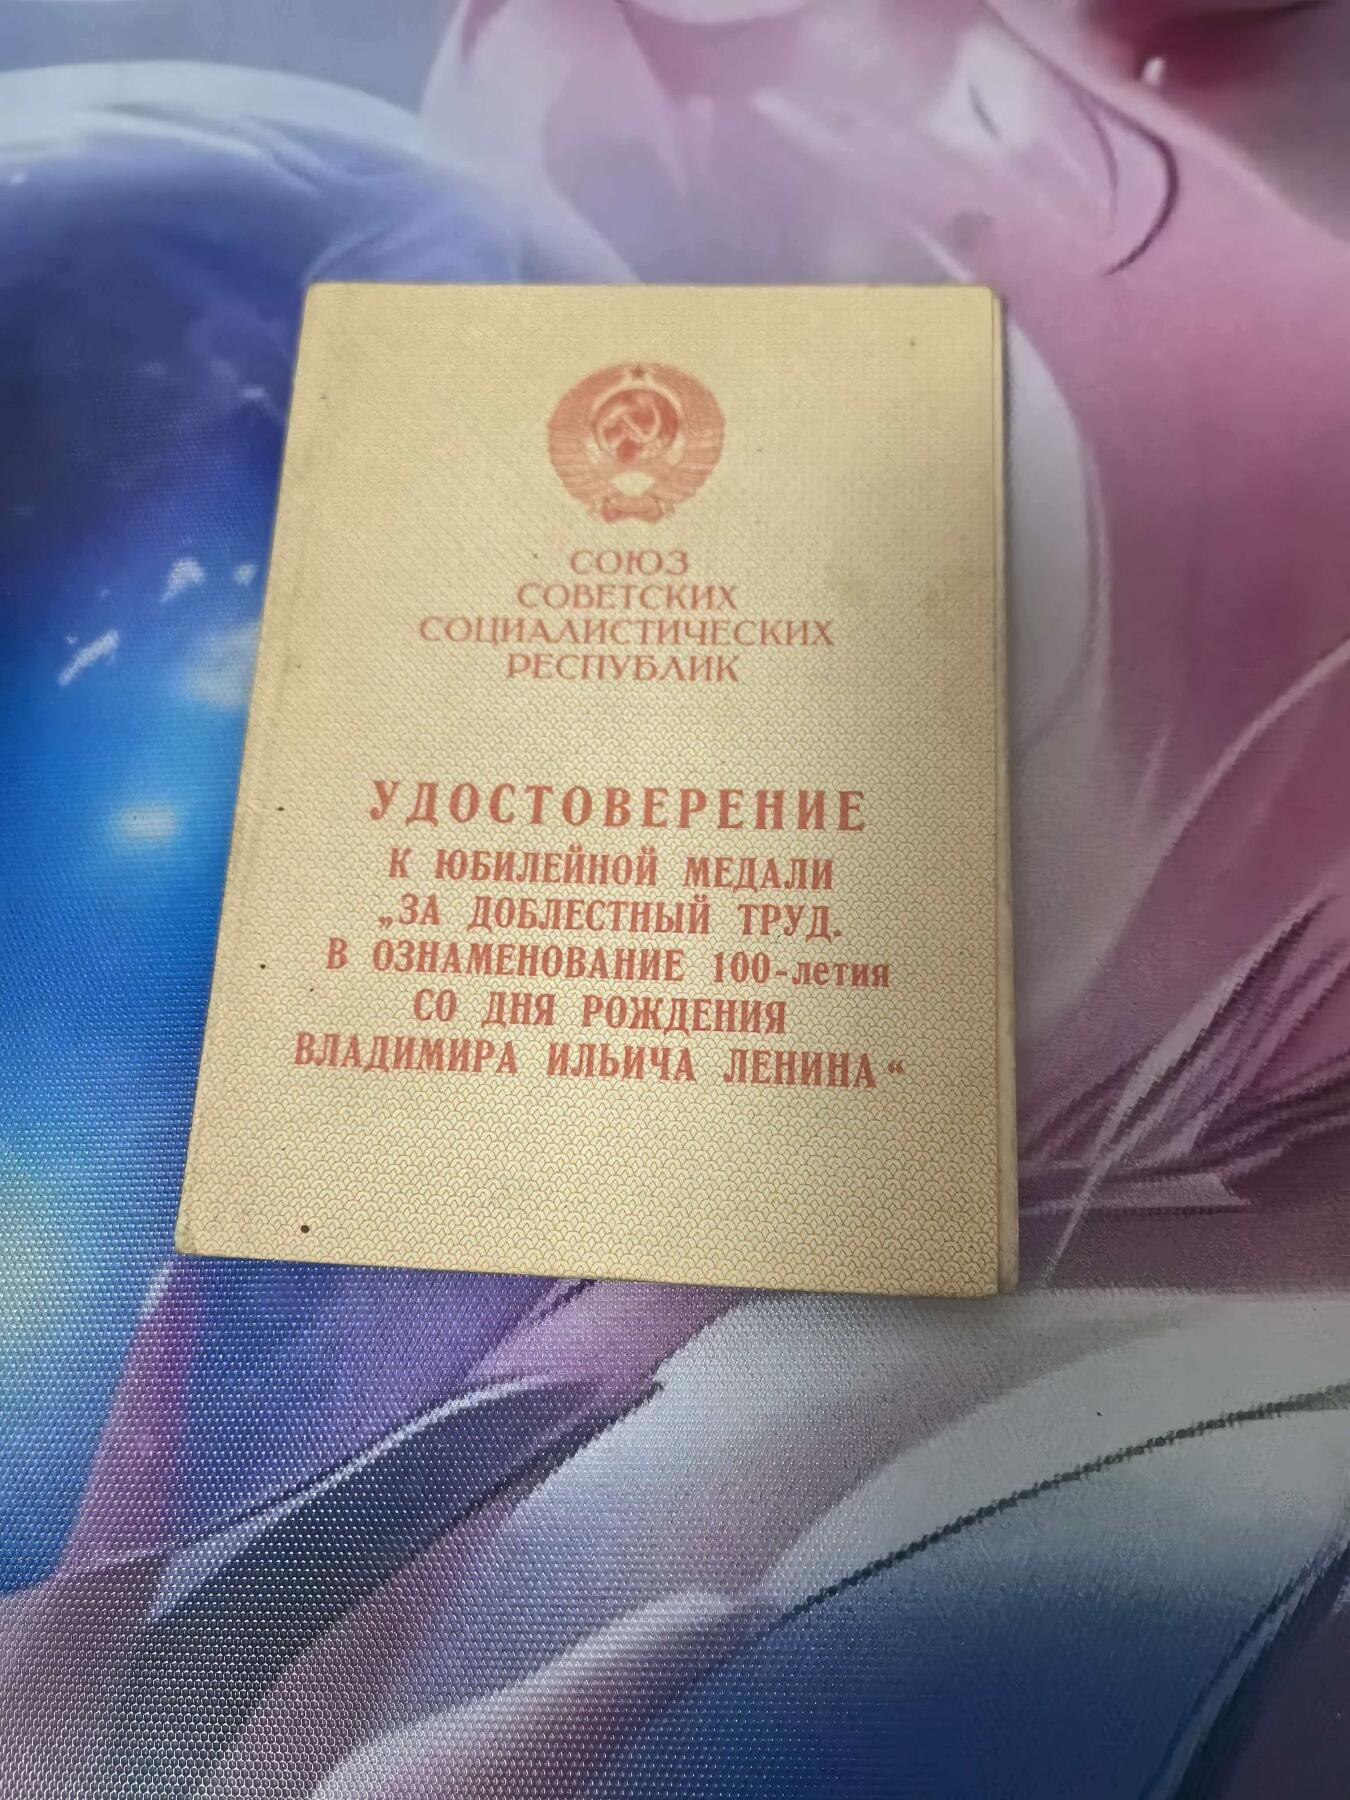 СОЮЗ
СОВЕТСКИХ
СОЦИАЛИСТИЧЕСКИХ
РЕСПУБЛИК
УДОСТОВЕРЕНИЕ
К ЮБИЛЕЙНОЙ МЕДАЛИ
„ЗА ДОБЛЕСТНЫЙ ТРУД.
В ОЗНАМЕНОВАНИЕ 100-летия
СО ДНЯ РОЖДЕНИЯ
ВЛАДИМИРА ИЛЬИЧА ЛЕНИНА“